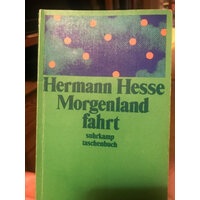 Hermann Hesse
Morgenland
fahrt
suhrkamp
taschenbuch